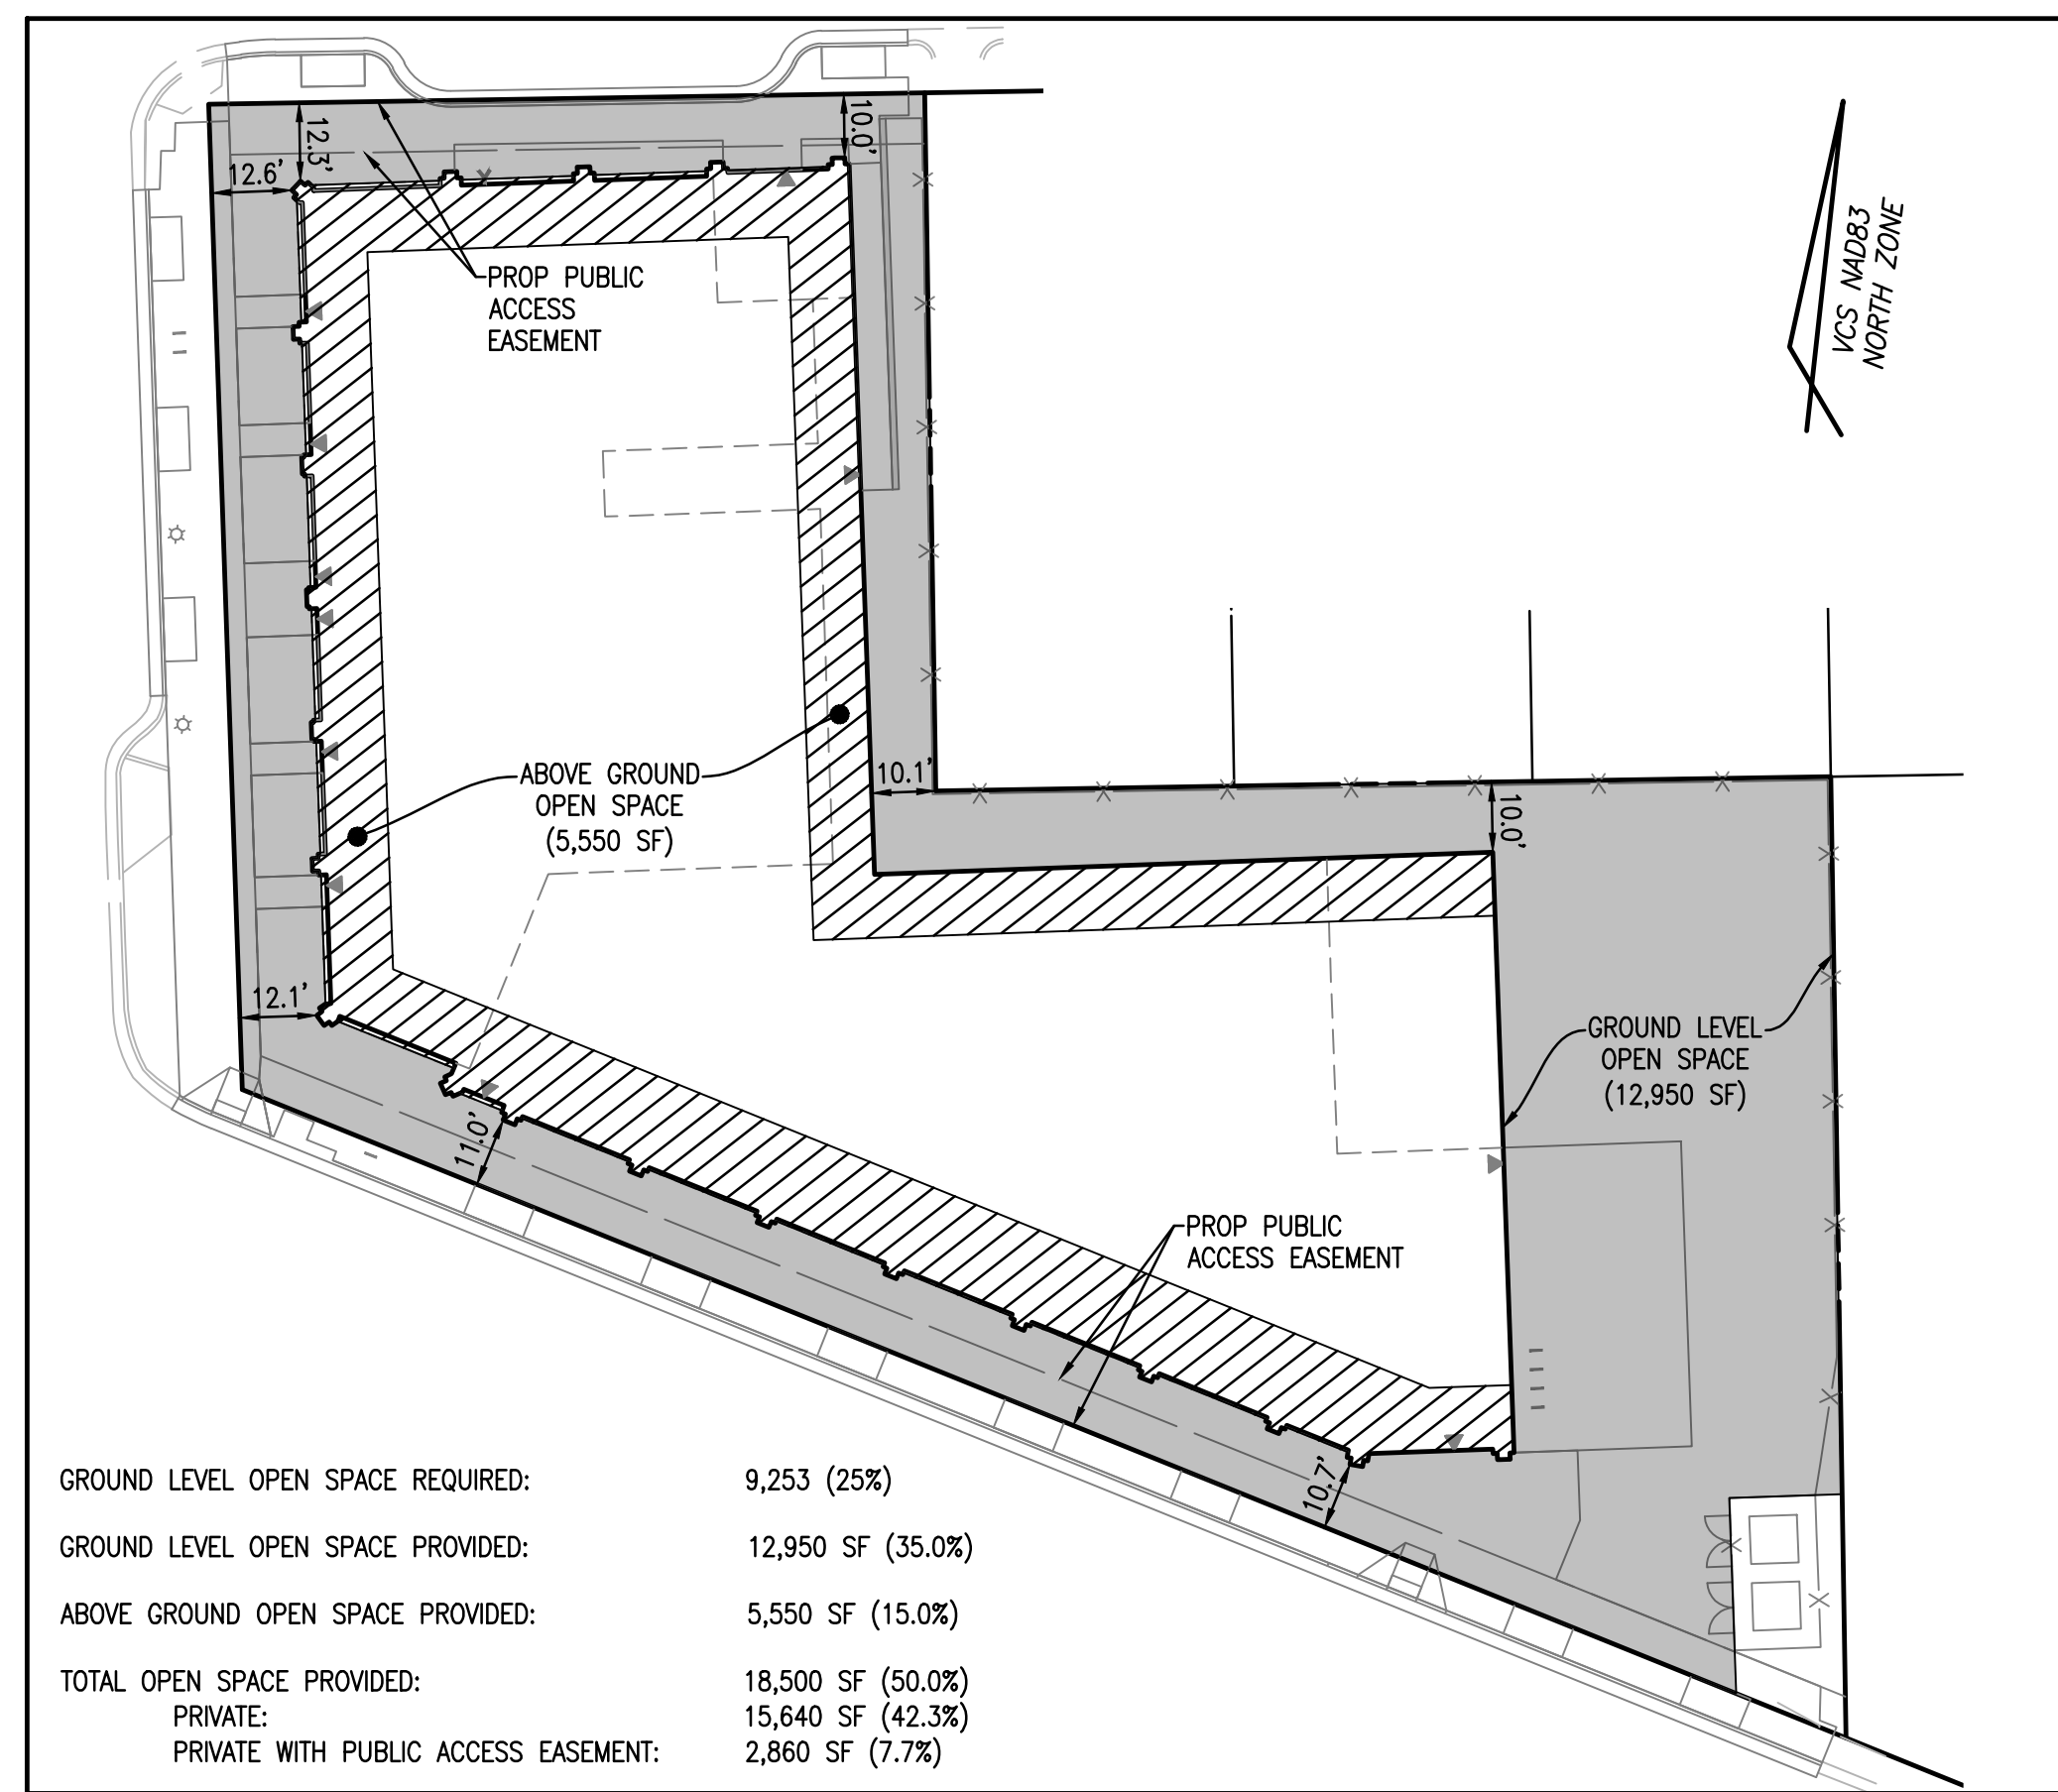 12.3'
10.0'
12.6'
PROP PUBLIC
ACCESS
EASEMENT
VCS NAD83
NORTH ZONE
ABOVE GROUND
OPEN SPACE
(5,550 SF)
10.1'
10.0'
12.1'
GROUND LEVEL
OPEN SPACE
(12,950 SF)
11.0'
PROP PUBLIC
ACCESS EASEMENT
10.7'
GROUND LEVEL OPEN SPACE REQUIRED: 9,253 (25%)
GROUND LEVEL OPEN SPACE PROVIDED: 12,950 SF (35.0%)
ABOVE GROUND OPEN SPACE PROVIDED: 5,550 SF (15.0%)
TOTAL OPEN SPACE PROVIDED: 18,500 SF (50.0%)
PRIVATE: 15,640 SF (42.3%)
PRIVATE WITH PUBLIC ACCESS EASEMENT: 2,860 SF (7.7%)